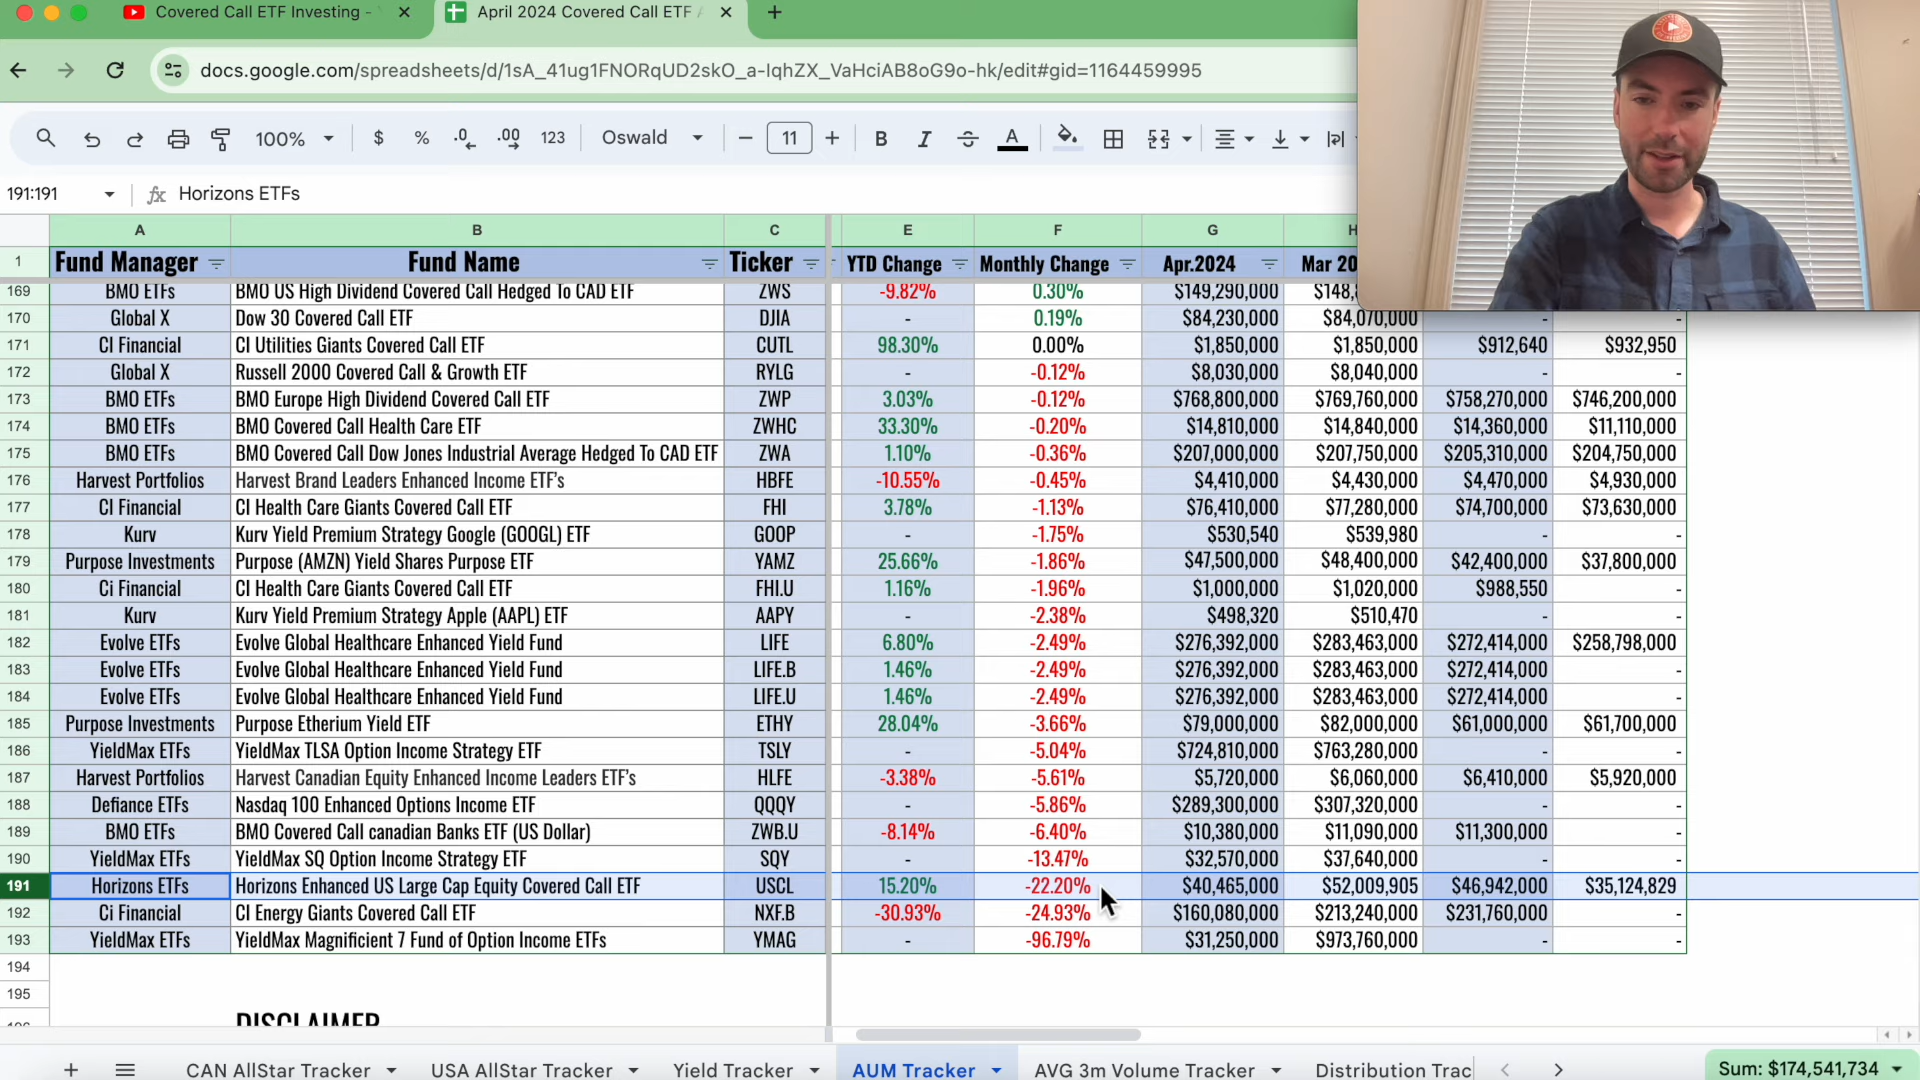 Covered Call ETF Investing -
April 2024 Covered Call ETF A
docs.google.com/spreadsheets/d/1sA_41ug1FNORqUD2skO_a-IqhZX_VaHciAB8oG9o-hk/edit#gid=1164459995
100% $ % .0 .00 123 Oswald 11 B I A
191:191 fx Horizons ETFs
A B C E F G H
1 Fund Manager Fund Name Ticker YTD Change Monthly Change Apr.2024 Mar 20
169 BMO ETFs BMO US High Dividend Covered Call Hedged To CAD ETF ZWS -9.82% 0.30% $149,290,000 $148,
170 Global X Dow 30 Covered Call ETF DJIA - 0.19% $84,230,000 $84,070,000 - -
171 CI Financial CI Utilities Giants Covered Call ETF CUTL 98.30% 0.00% $1,850,000 $1,850,000 $912,640 $932,950
172 Global X Russell 2000 Covered Call & Growth ETF RYLG - -0.12% $8,030,000 $8,040,000 - -
173 BMO ETFs BMO Europe High Dividend Covered Call ETF ZWP 3.03% -0.12% $768,800,000 $769,760,000 $758,270,000 $746,200,000
174 BMO ETFs BMO Covered Call Health Care ETF ZWHC 33.30% -0.20% $14,810,000 $14,840,000 $14,360,000 $11,110,000
175 BMO ETFs BMO Covered Call Dow Jones Industrial Average Hedged To CAD ETF ZWA 1.10% -0.36% $207,000,000 $207,750,000 $205,310,000 $204,750,000
176 Harvest Portfolios Harvest Brand Leaders Enhanced Income ETF's HBFE -10.55% -0.45% $4,410,000 $4,430,000 $4,470,000 $4,930,000
177 CI Financial CI Health Care Giants Covered Call ETF FHI 3.78% -1.13% $76,410,000 $77,280,000 $74,700,000 $73,630,000
178 Kurv Kurv Yield Premium Strategy Google (GOOGL) ETF GOOP - -1.75% $530,540 $539,980 - -
179 Purpose Investments Purpose (AMZN) Yield Shares Purpose ETF YAMZ 25.66% -1.86% $47,500,000 $48,400,000 $42,400,000 $37,800,000
180 Ci Financial CI Health Care Giants Covered Call ETF FHI.U 1.16% -1.96% $1,000,000 $1,020,000 $988,550 -
181 Kurv Kurv Yield Premium Strategy Apple (AAPL) ETF AAPY - -2.38% $498,320 $510,470 - -
182 Evolve ETFs Evolve Global Healthcare Enhanced Yield Fund LIFE 6.80% -2.49% $276,392,000 $283,463,000 $272,414,000 $258,798,000
183 Evolve ETFs Evolve Global Healthcare Enhanced Yield Fund LIFE.B 1.46% -2.49% $276,392,000 $283,463,000 $272,414,000 -
184 Evolve ETFs Evolve Global Healthcare Enhanced Yield Fund LIFE.U 1.46% -2.49% $276,392,000 $283,463,000 $272,414,000 -
185 Purpose Investments Purpose Etherium Yield ETF ETHY 28.04% -3.66% $79,000,000 $82,000,000 $61,000,000 $61,700,000
186 YieldMax ETFs YieldMax TLSA Option Income Strategy ETF TSLY - -5.04% $724,810,000 $763,280,000 - -
187 Harvest Portfolios Harvest Canadian Equity Enhanced Income Leaders ETF's HLFE -3.38% -5.61% $5,720,000 $6,060,000 $6,410,000 $5,920,000
188 Defiance ETFs Nasdaq 100 Enhanced Options Income ETF QQQY - -5.86% $289,300,000 $307,320,000 - -
189 BMO ETFs BMO Covered Call canadian Banks ETF (US Dollar) ZWB.U -8.14% -6.40% $10,380,000 $11,090,000 $11,300,000 -
190 YieldMax ETFs YieldMax SQ Option Income Strategy ETF SQY - -13.47% $32,570,000 $37,640,000 - -
191 Horizons ETFs Horizons Enhanced US Large Cap Equity Covered Call ETF USCL 15.20% -22.20% $40,465,000 $52,009,905 $46,942,000 $35,124,829
192 Ci Financial CI Energy Giants Covered Call ETF NXF.B -30.93% -24.93% $160,080,000 $213,240,000 $231,760,000 -
193 YieldMax ETFs YieldMax Magnificient 7 Fund of Option Income ETFs YMAG - -96.79% $31,250,000 $973,760,000 - -
194
195
DISCLAIMER
CAN AllStar Tracker USA AllStar Tracker Yield Tracker AUM Tracker AVG 3m Volume Tracker Distribution Trac Sum: $174,541,734